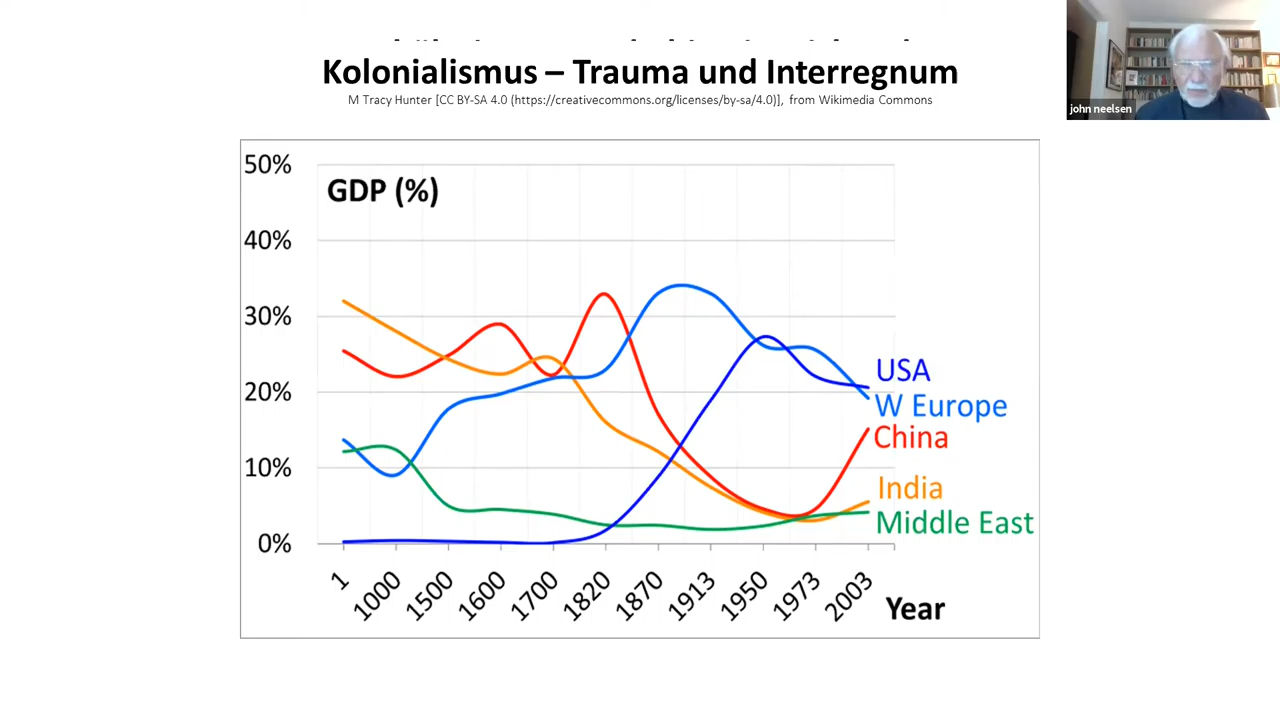 Kolonialismus – Trauma und Interregnum
M Tracy Hunter [CC BY-SA 4.0 (https://creativecommons.org/licenses/by-sa/4.0)], from Wikimedia Commons
john neelsen
50%
GDP (%)
40%
30%
20%
10%
0%
USA
W Europe
China
India
Middle East
1
1000
1500
1600
1700
1820
1870
1913
1950
1973
2003
Year